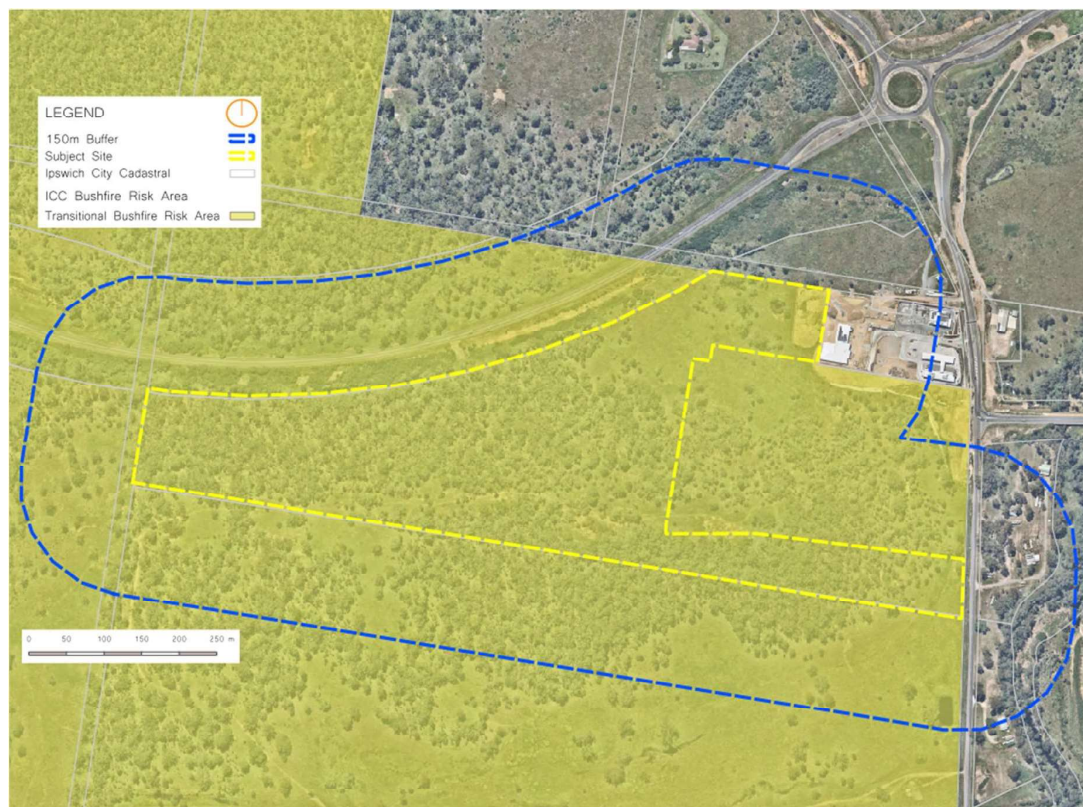 LEGEND
150m Buffer
Subject Site
Ipswich City Cadastral
ICC Bushfire Risk Area
Transitional Bushfire Risk Area
0 50 100 150 200 250 m